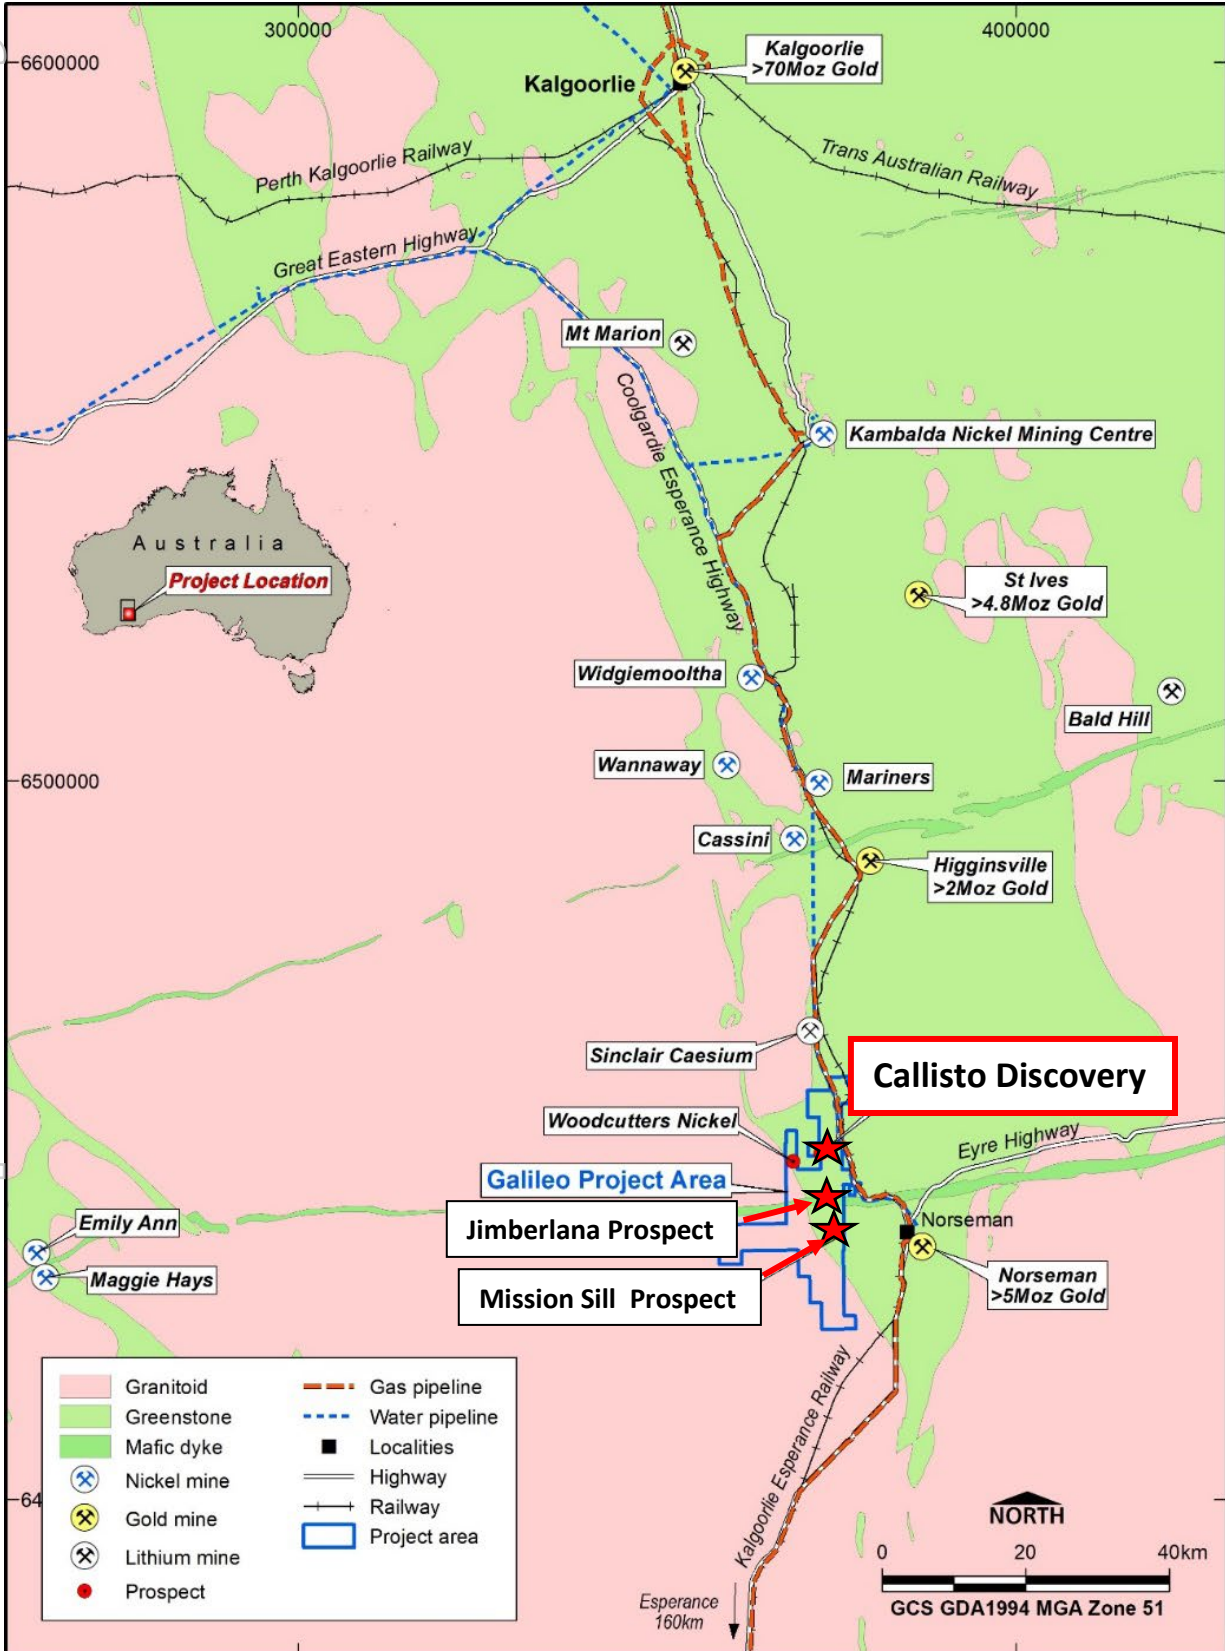 300000
400000
6600000
Kalgoorlie
>70Moz Gold
Kalgoorlie
Perth Kalgoorlie Railway
Trans Australian Railway
Great Eastern Highway
Mt Marion
Coolgardie Esperance Highway
Kambalda Nickel Mining Centre
Australia
Project Location
St Ives
>4.8Moz Gold
Widgiemooltha
Bald Hill
Wannaway
6500000
Mariners
Cassini
Higginsville
>2Moz Gold
Sinclair Caesium
Callisto Discovery
Woodcutters Nickel
Eyre Highway
Galileo Project Area
Jimberlana Prospect
Norseman
Emily Ann
Maggie Hays
Mission Sill Prospect
Norseman
>5Moz Gold
Kalgoorlie Esperance Railway
Granitoid
Greenstone
Mafic dyke
Nickel mine
Gold mine
Lithium mine
Prospect
Gas pipeline
Water pipeline
Localities
Highway
Railway
Project area
64
Esperance
160km
NORTH
0 20 40km
GCS GDA1994 MGA Zone 51